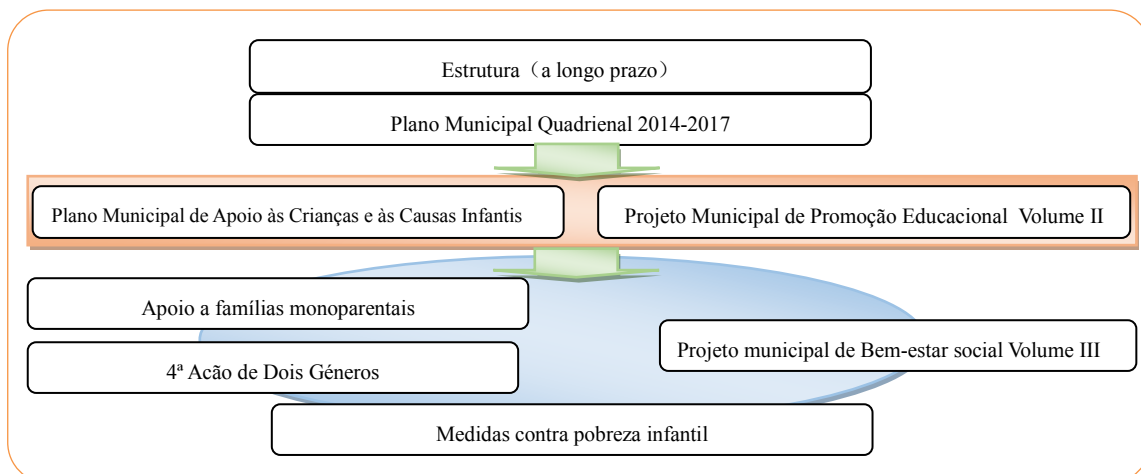 Estrutura（a longo prazo）
Plano Municipal Quadrienal 2014-2017
Plano Municipal de Apoio às Crianças e às Causas Infantis
Projeto Municipal de Promoção Educacional Volume II
Apoio a famílias monoparentais
Projeto municipal de Bem-estar social Volume III
4ª Acão de Dois Géneros
Medidas contra pobreza infantil